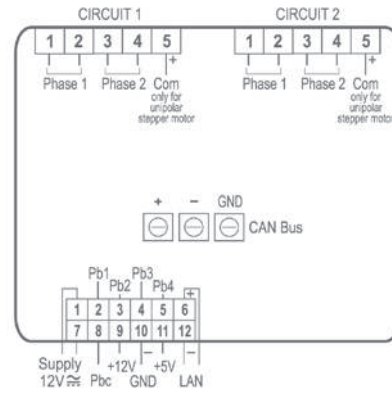 CIRCUIT 1 CIRCUIT 2
1 2 3 4 5 1 2 3 4 5
+ +
Phase 1 Phase 2 Com Phase 1 Phase 2 Com
only for only for
unipolar unipolar
stepper motor stepper motor
+ − GND
CAN Bus
Pb1 Pb3
Pb2 Pb4
+
1 2 3 4 5 6
7 8 9 10 11 12
− −
Supply +12V +5V
12V ≂ Pbc GND LAN